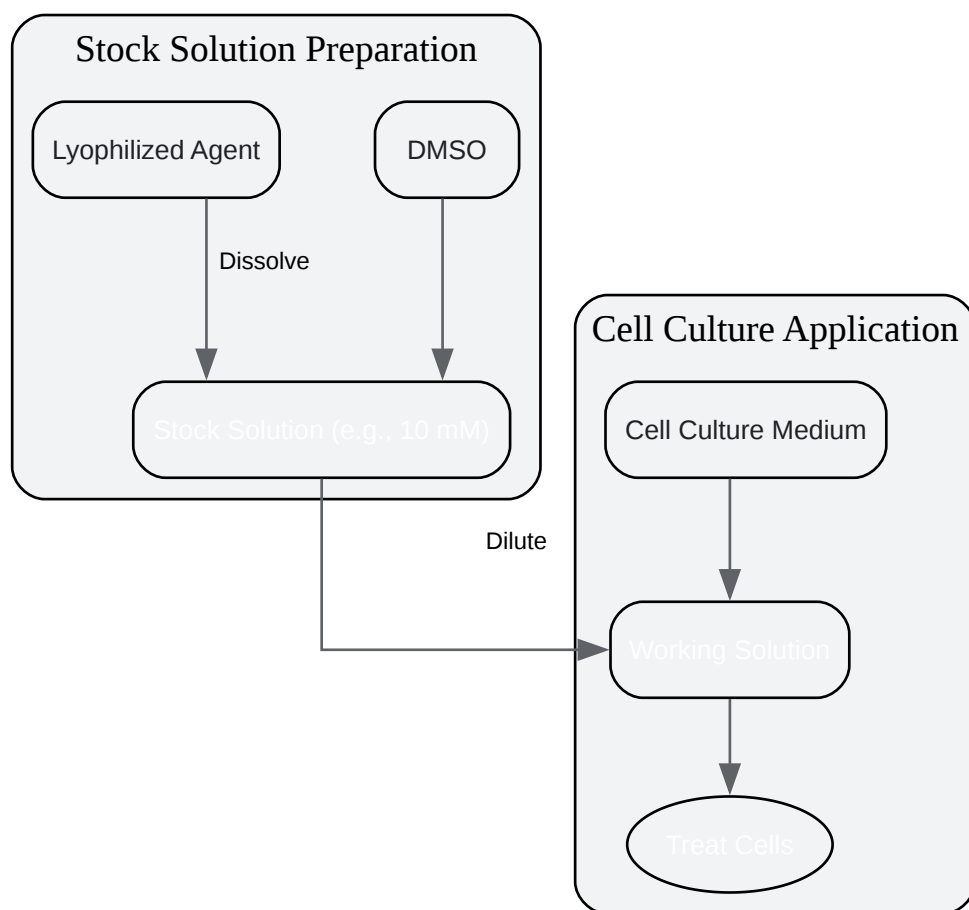 Stock Solution Preparation
Lyophilized Agent
DMSO
Dissolve
Stock Solution (e.g., 10 mM)
Dilute
Cell Culture Application
Cell Culture Medium
Working Solution
Treat Cells